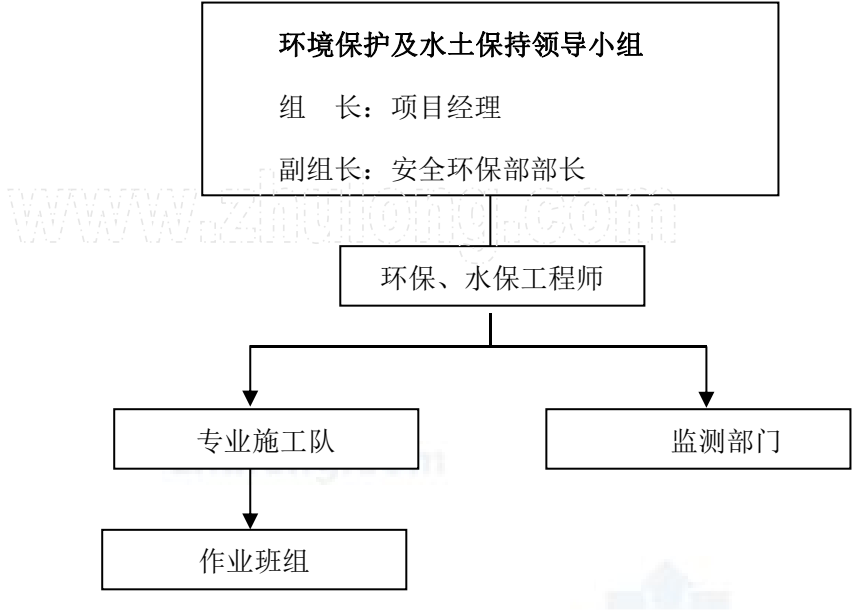 环境保护及水土保持领导小组
组　长：项目经理
副组长：安全环保部部长
www.zhulong.com
环保、水保工程师
专业施工队
监测部门
作业班组